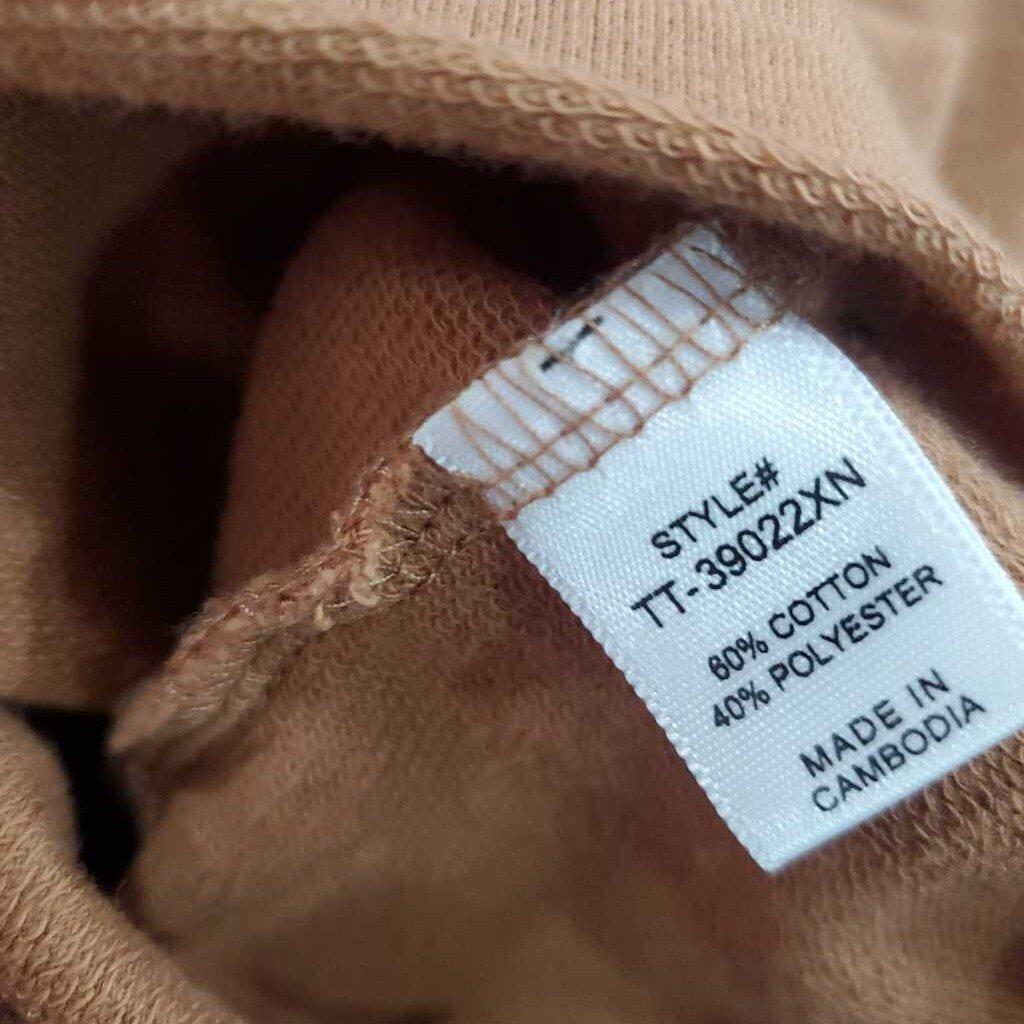 STYLE#
TT-39022XN
60% COTTON
40% POLYESTER
MADE IN
CAMBODIA